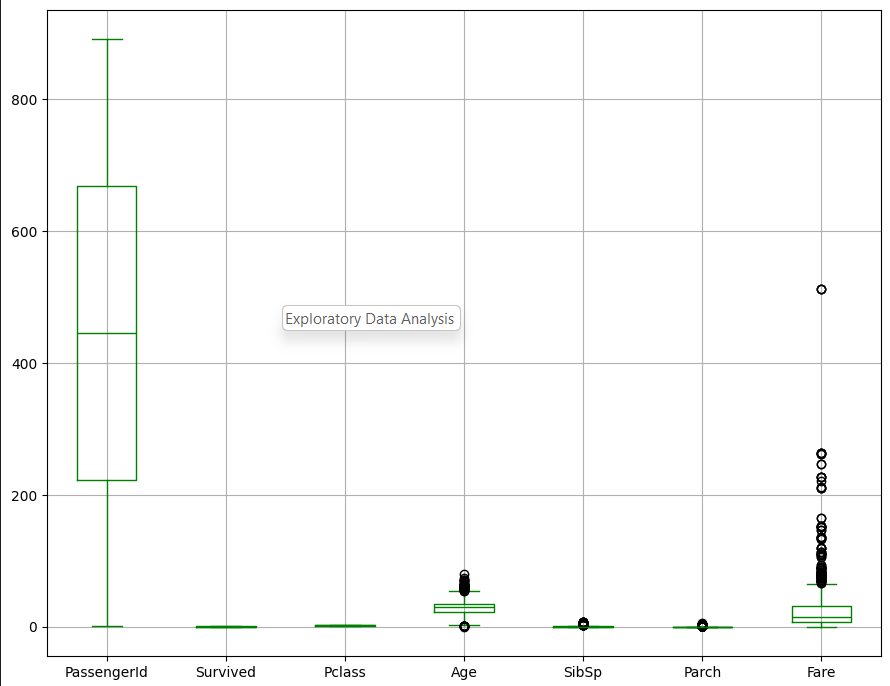 800
600
400
200
0
Exploratory Data Analysis
PassengerId Survived Pclass Age SibSp Parch Fare